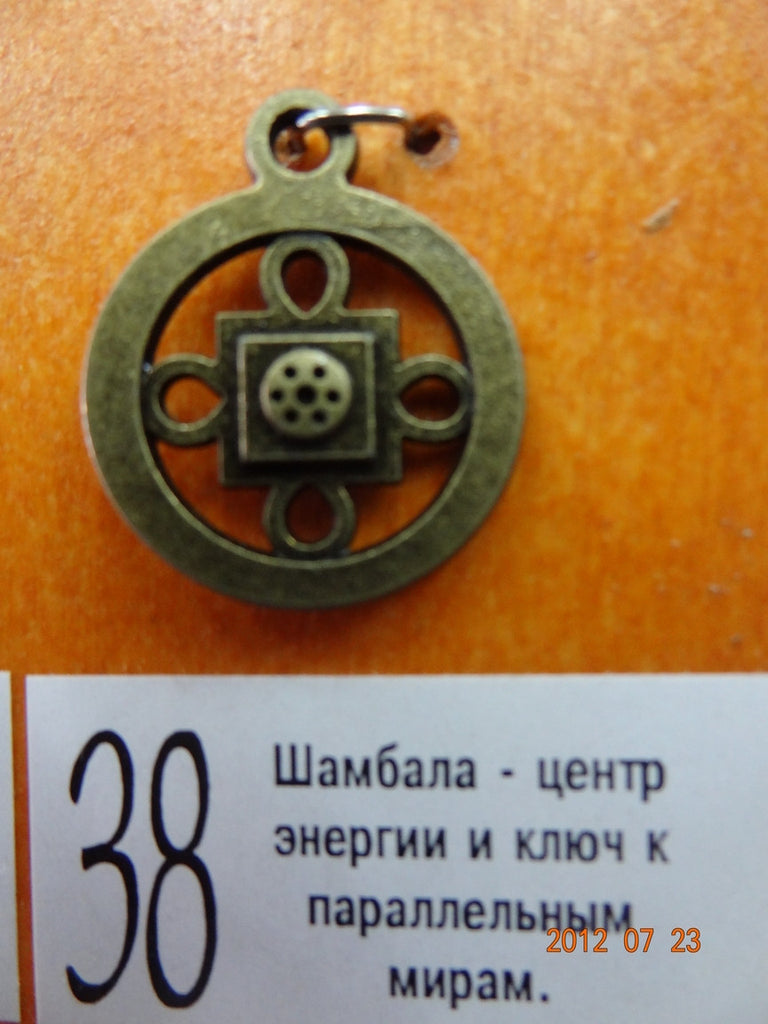 38
Шамбала - центр
энергии и ключ к
параллельным
мирам.
2012 07 23